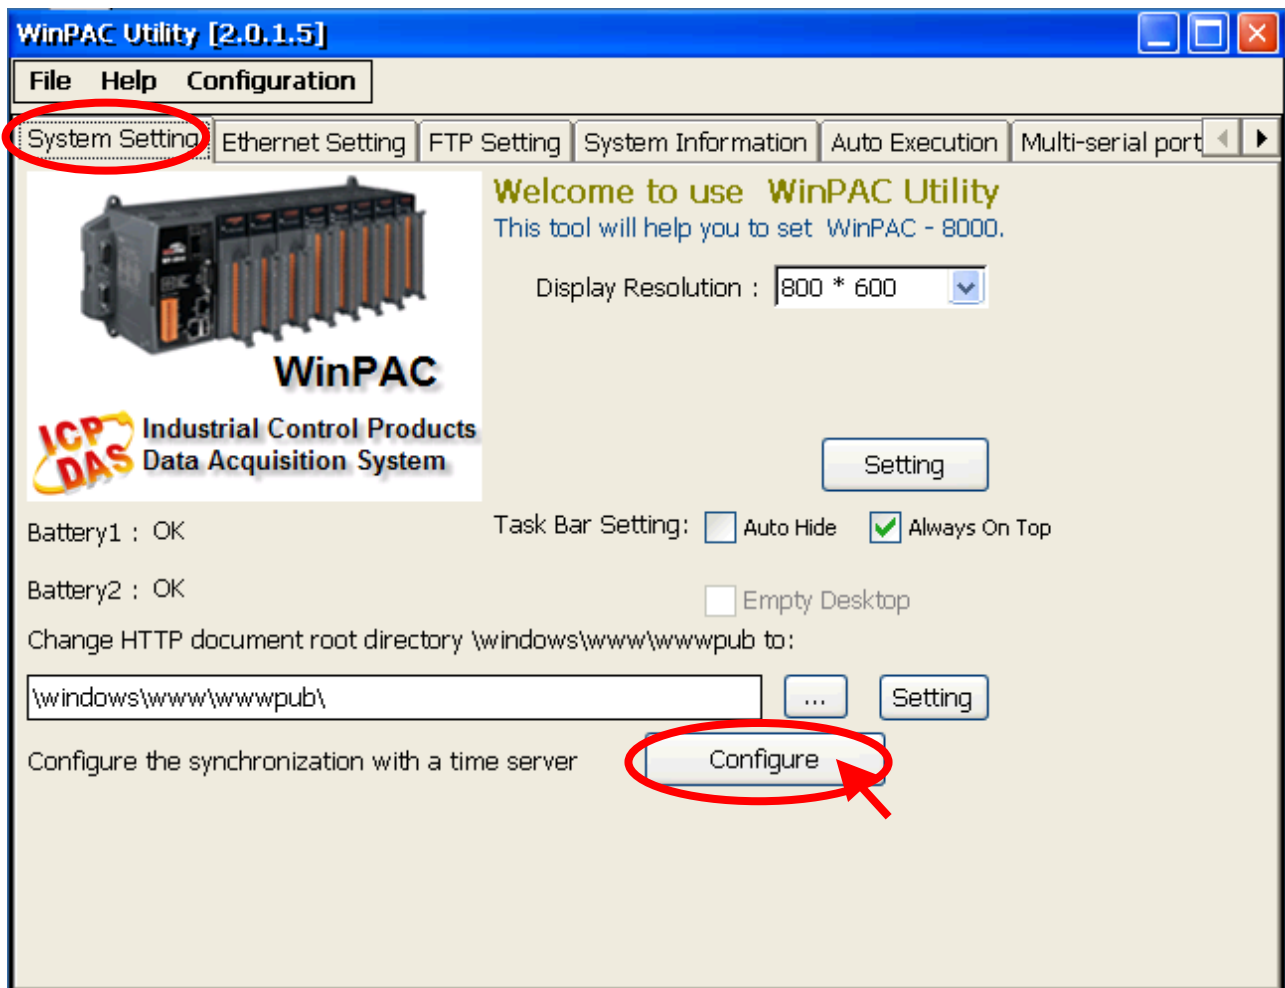 WinPAC Utility [2.0.1.5]
File Help Configuration
System Setting Ethernet Setting FTP Setting System Information Auto Execution Multi-serial port
Welcome to use WinPAC Utility
This tool will help you to set WinPAC - 8000.
Display Resolution : 800 * 600
WinPAC
ICP DAS
Industrial Control Products
Data Acquisition System
Setting
Battery1 : OK
Task Bar Setting: Auto Hide Always On Top
Battery2 : OK
Empty Desktop
Change HTTP document root directory \windows\www\wwwpub to:
\windows\www\wwwpub\ ... Setting
Configure the synchronization with a time server Configure